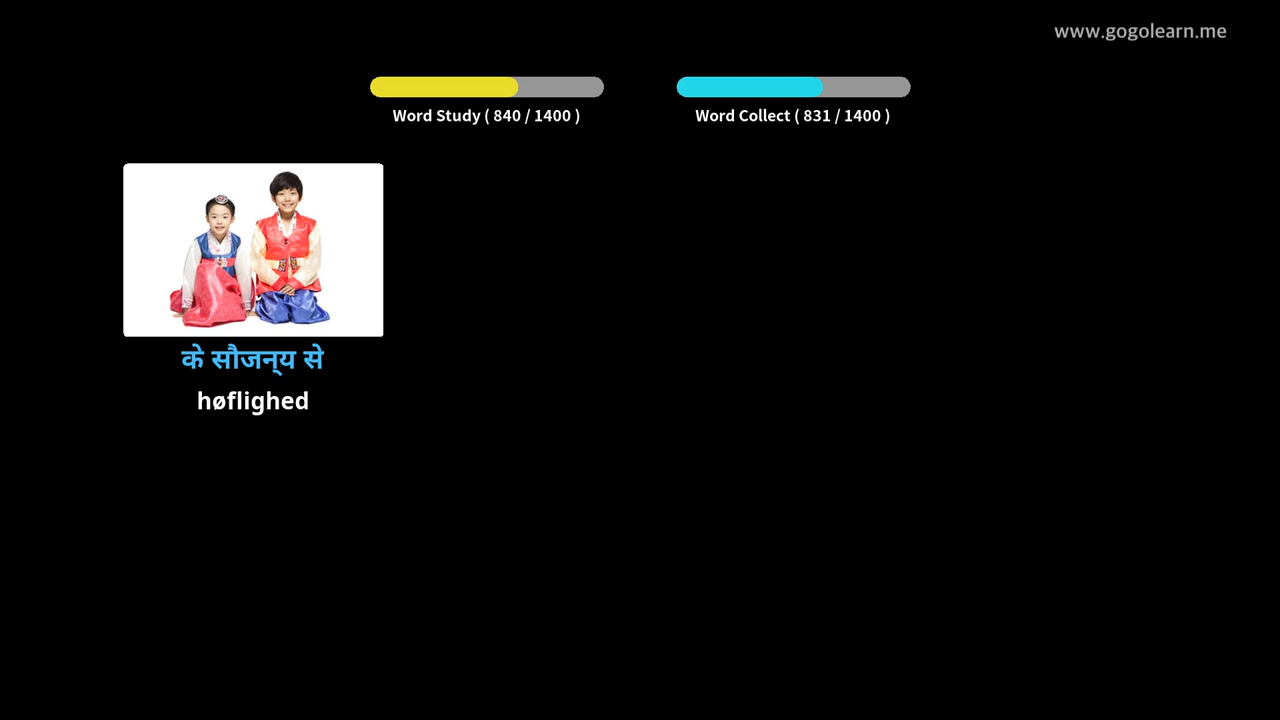 www.gogolearn.me
Word Study ( 840 / 1400 )
Word Collect ( 831 / 1400 )
के सौजन्य से
høflighed